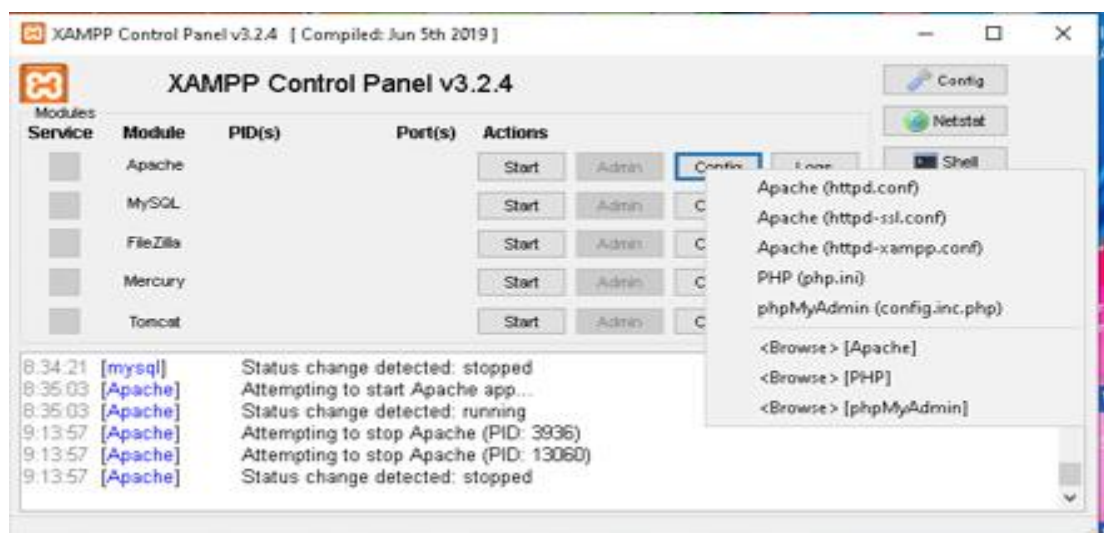 XAMPP Control Panel v3.2.4 [ Compiled: Jun 5th 2019 ]
XAMPP Control Panel v3.2.4
Config
Modules
Service Module PID(s) Port(s) Actions
Netstat
Apache Start Admin Config Logs
Shell
MySQL Start Admin C
FileZilla Start Admin C
Mercury Start Admin C
Tomcat Start Admin C
Apache (httpd.conf)
Apache (httpd-ssl.conf)
Apache (httpd-xampp.conf)
PHP (php.ini)
phpMyAdmin (config.inc.php)
<Browse> [Apache]
<Browse> [PHP]
<Browse> [phpMyAdmin]
8:34:21 [mysql] Status change detected: stopped
8:35:03 [Apache] Attempting to start Apache app...
8:35:03 [Apache] Status change detected: running
9:13:57 [Apache] Attempting to stop Apache (PID: 3936)
9:13:57 [Apache] Attempting to stop Apache (PID: 13060)
9:13:57 [Apache] Status change detected: stopped